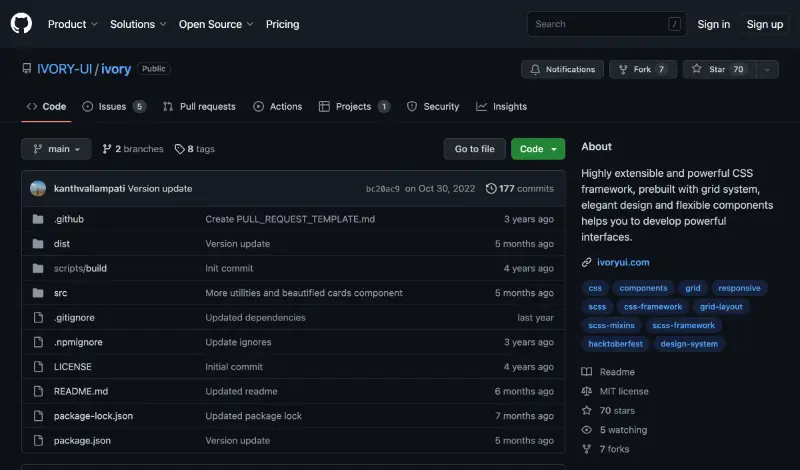 Product Solutions Open Source Pricing Search / Sign in Sign up
IVORY-UI / ivory Public Notifications Fork 7 Star 70
Code Issues 5 Pull requests Actions Projects 1 Security Insights
main 2 branches 8 tags Go to file Code
kanthvallampati Version update bc20ac9 on Oct 30, 2022 177 commits
.github Create PULL_REQUEST_TEMPLATE.md 3 years ago
dist Version update 5 months ago
scripts/build Init commit 4 years ago
src More utilities and beautified cards component 5 months ago
.gitignore Updated dependencies last year
.npmignore Update ignores 3 years ago
LICENSE Initial commit 4 years ago
README.md Updated readme 6 months ago
package-lock.json Updated package lock 7 months ago
package.json Version update 5 months ago
About
Highly extensible and powerful CSS
framework, prebuilt with grid system,
elegant design and flexible components
helps you to develop powerful
interfaces.
ivoryui.com
css components grid responsive
scss css-framework grid-layout
scss-mixins scss-framework
hacktoberfest design-system
Readme
MIT license
70 stars
5 watching
7 forks